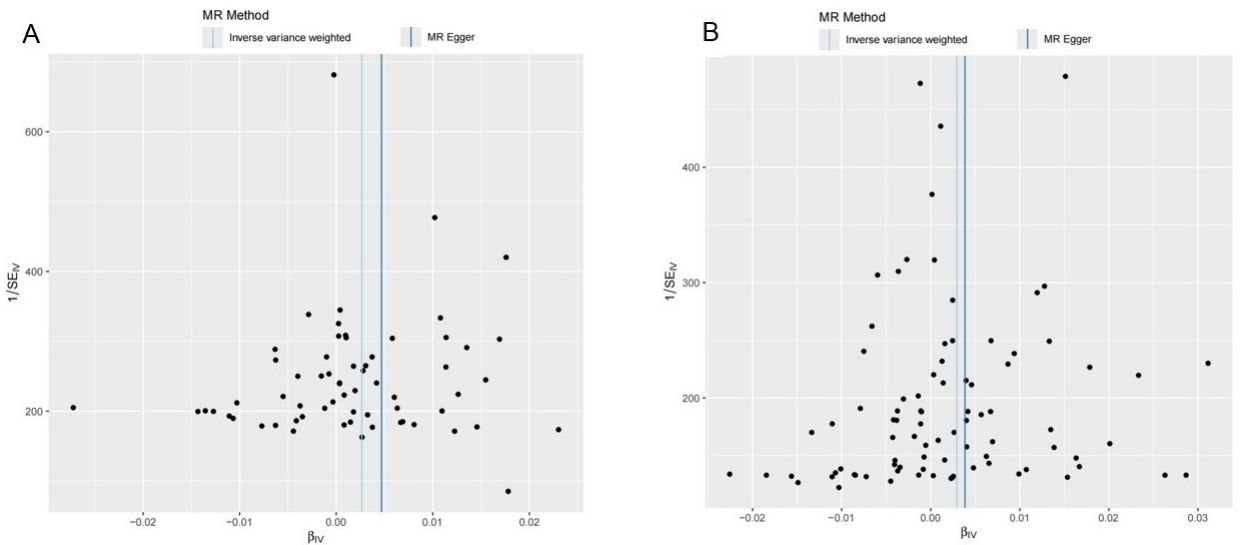 A
MR Method
Inverse variance weighted
MR Egger
600
400
200
1/SE_IV
−0.02
−0.01
0.00
0.01
0.02
β_IV
B
MR Method
Inverse variance weighted
MR Egger
400
300
200
1/SE_IV
−0.02
−0.01
0.00
0.01
0.02
0.03
β_IV